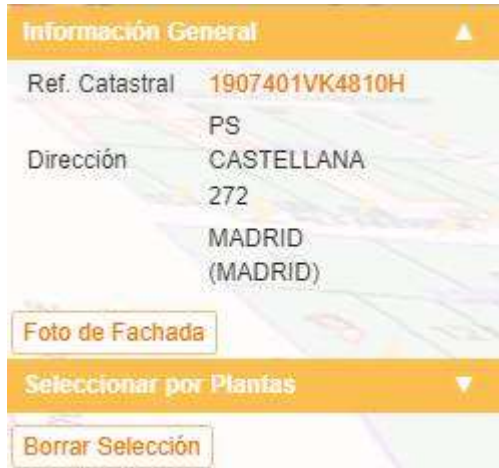 Información General
Ref. Catastral 1907401VK4810H
PS
Dirección CASTELLANA
272
MADRID
(MADRID)
Foto de Fachada
Seleccionar por Plantas
Borrar Selección